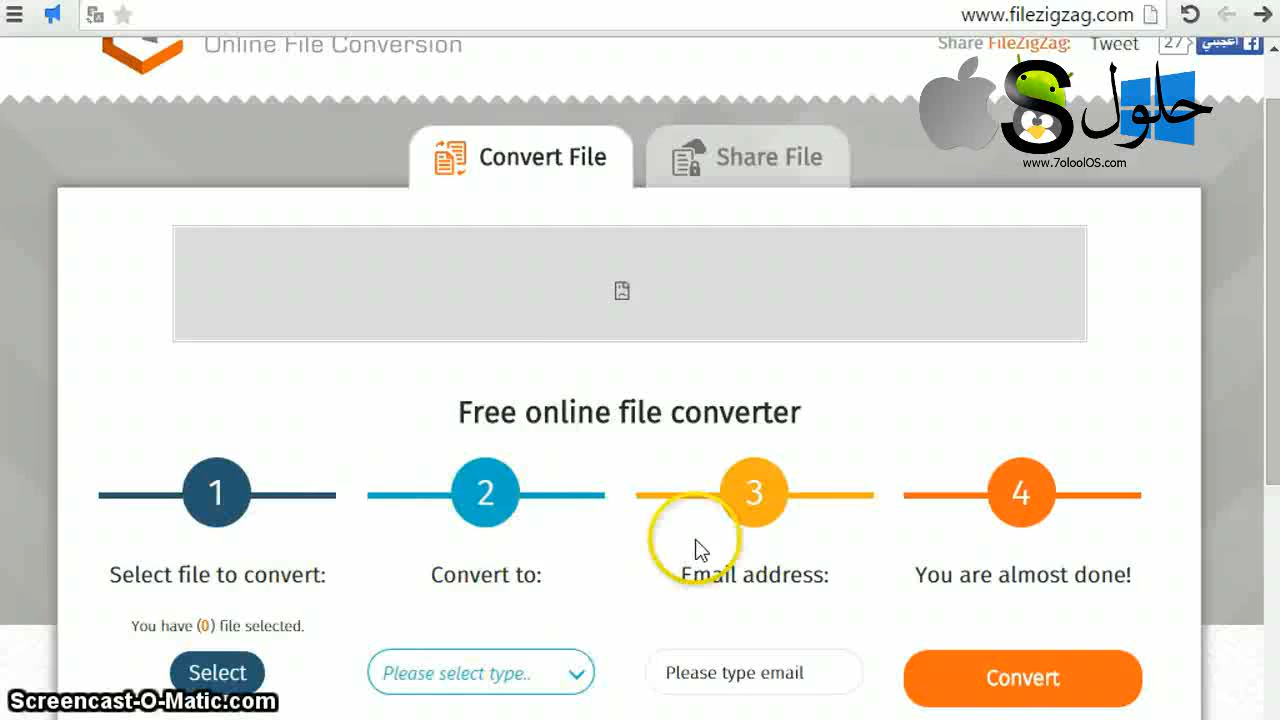 www.filezigzag.com
Online File Conversion
Share FileZigZag:
Tweet
27
أعجبني
حلول S
www.7oloolOS.com
Convert File
Share File
Free online file converter
1
2
3
4
Select file to convert:
Convert to:
Email address:
You are almost done!
You have (0) file selected.
Select
Please select type..
Please type email
Convert
Screencast-O-Matic.com